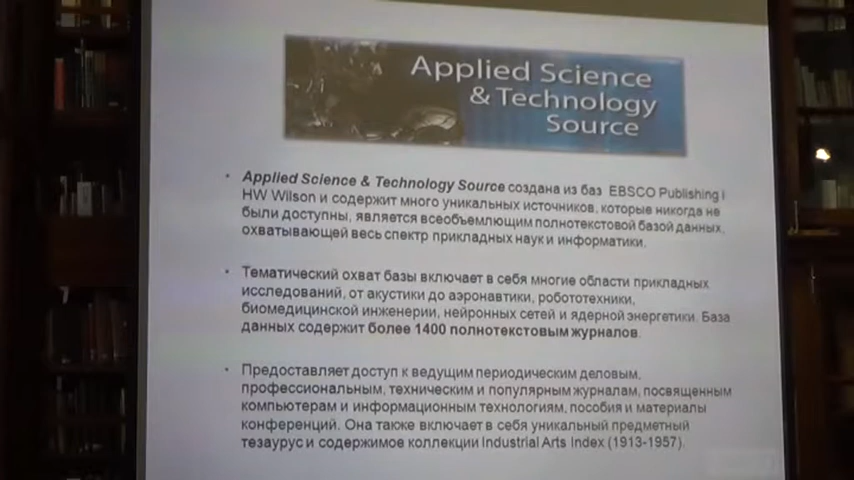 Applied Science
& Technology
Source
• Applied Science & Technology Source создана из баз EBSCO Publishing і
HW Wilson и содержит много уникальных источников, которые никогда не
были доступны, является всеобъемлющим полнотекстовой базой данных,
охватывающей весь спектр прикладных наук и информатики.
• Тематический охват базы включает в себя многие области прикладных
исследований, от акустики до аэронавтики, робототехники,
биомедицинской инженерии, нейронных сетей и ядерной энергетики. База
данных содержит более 1400 полнотекстовым журналов.
• Предоставляет доступ к ведущим периодическим деловым,
профессиональным, техническим и популярным журналам, посвященным
компьютерам и информационным технологиям, пособия и материалы
конференций. Она также включает в себя уникальный предметный
тезаурус и содержимое коллекции Industrial Arts Index (1913-1957).